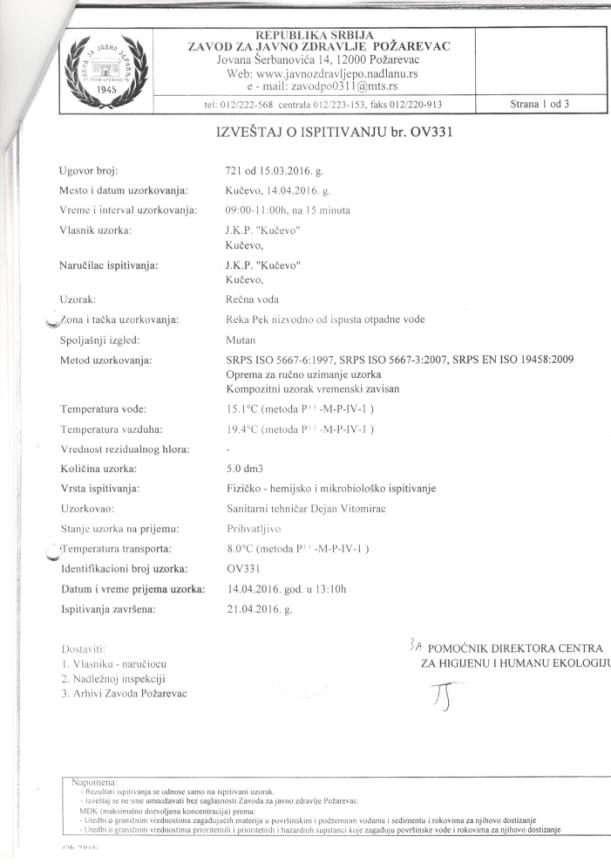 REPUBLIKA SRBIJA
ZAVOD ZA JAVNO ZDRAVLJE POŽAREVAC
Jovana Šerbanovića 14, 12000 Požarevac
Web: www.javnozdravljepo.nadlanu.rs
e - mail: zavodpo0311@mts.rs
1945
tel: 012/222-568 centrala 012/223-153, faks 012/220-913
Strana 1 od 3
IZVEŠTAJ O ISPITIVANJU br. OV331
Ugovor broj: 721 od 15.03.2016. g.
Mesto i datum uzorkovanja: Kučevo, 14.04.2016. g.
Vreme i interval uzorkovanja: 09:00-11:00h, na 15 minuta
Vlasnik uzorka: J.K.P. "Kučevo"
Kučevo,
Naručilac ispitivanja: J.K.P. "Kučevo"
Kučevo,
Uzorak: Rečna voda
Zona i tačka uzorkovanja: Reka Pek nizvodno od ispusta otpadne vode
Spoljašnji izgled: Mutan
Metod uzorkovanja: SRPS ISO 5667-6:1997, SRPS ISO 5667-3:2007, SRPS EN ISO 19458:2009
Oprema za ručno uzimanje uzorka
Kompozitni uzorak vremenski zavisan
Temperatura vode: 15.1°C (metoda P -M-P-IV-1 )
Temperatura vazduha: 19.4°C (metoda P -M-P-IV-1 )
Vrednost rezidualnog hlora: -
Količina uzorka: 5.0 dm3
Vrsta ispitivanja: Fizičko - hemijsko i mikrobiološko ispitivanje
Uzorkovao: Sanitarni tehničar Dejan Vitomirac
Stanje uzorka na prijemu: Prihvatljivo
Temperatura transporta: 8.0°C (metoda P -M-P-IV-1 )
Identifikacioni broj uzorka: OV331
Datum i vreme prijema uzorka: 14.04.2016. god. u 13:10h
Ispitivanja završena: 21.04.2016. g.
Dostaviti:
1. Vlasniku - naručiocu
2. Nadležnoj inspekciji
3. Arhivi Zavoda Požarevac
ЗА POMOĆNIK DIREKTORA CENTRA
ZA HIGIJENU I HUMANU EKOLOGIJU
Napomena:
- Rezultati ispitivanja se odnose samo na ispitivani uzorak.
- Izveštaj se ne sme umnožavati bez saglasnosti Zavoda za javno zdravlje Požarevac.
MDK (maksimalno dozvoljena koncentracija) prema:
- Uredbi o graničnim vrednostima zagađujućih materija u površinskim i podzemnim vodama i sedimentu i rokovima za njihovo dostizanje
- Uredbi o graničnim vrednostima prioritetnih i prioritetnih i hazardnih supstanci koje zagađuju površinske vode i rokovima za njihovo dostizanje